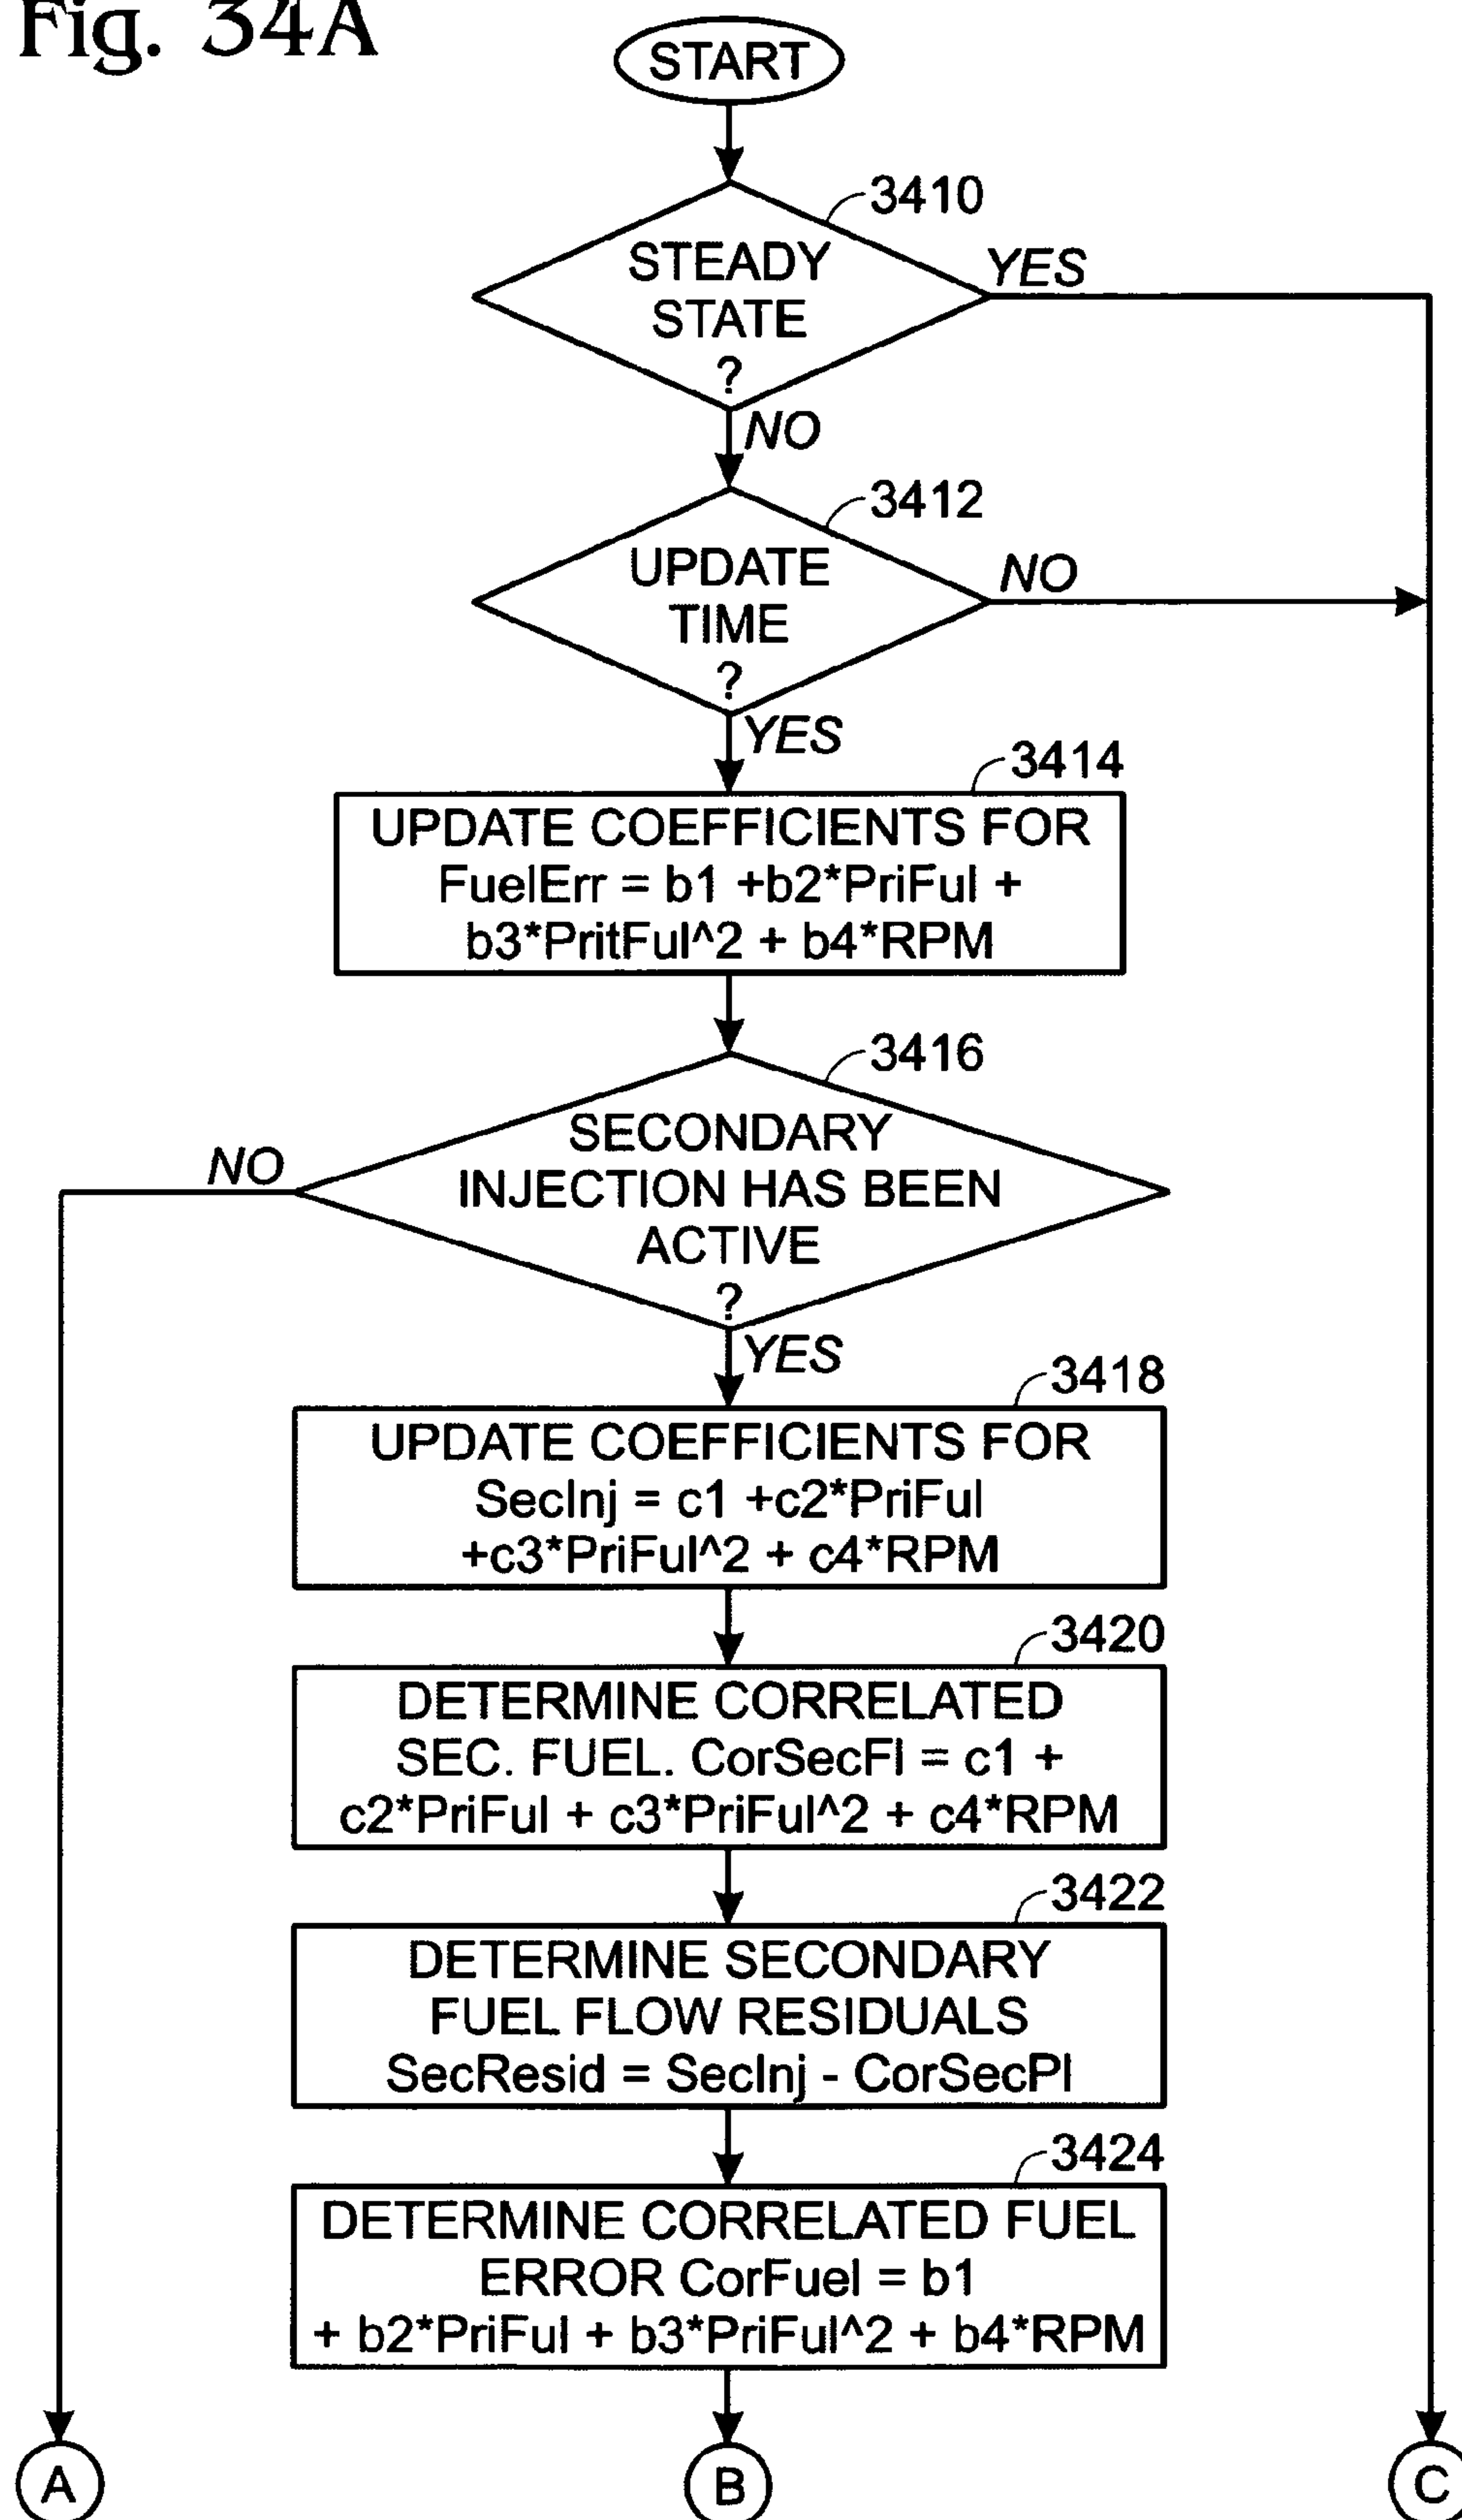 Fig. 34A
START
3410
STEADY
STATE
?
YES
NO
3412
UPDATE
TIME
?
NO
YES
3414
UPDATE COEFFICIENTS FOR
FuelErr = b1 +b2*PriFul +
b3*PritFul^2 + b4*RPM
3416
SECONDARY
INJECTION HAS BEEN
ACTIVE
?
NO
YES
3418
UPDATE COEFFICIENTS FOR
SecInj = c1 +c2*PriFul
+c3*PriFul^2 + c4*RPM
3420
DETERMINE CORRELATED
SEC. FUEL. CorSecFl = c1 +
c2*PriFul + c3*PriFul^2 + c4*RPM
3422
DETERMINE SECONDARY
FUEL FLOW RESIDUALS
SecResid = SecInj - CorSecPl
3424
DETERMINE CORRELATED FUEL
ERROR CorFuel = b1
+ b2*PriFul + b3*PriFul^2 + b4*RPM
A
B
C